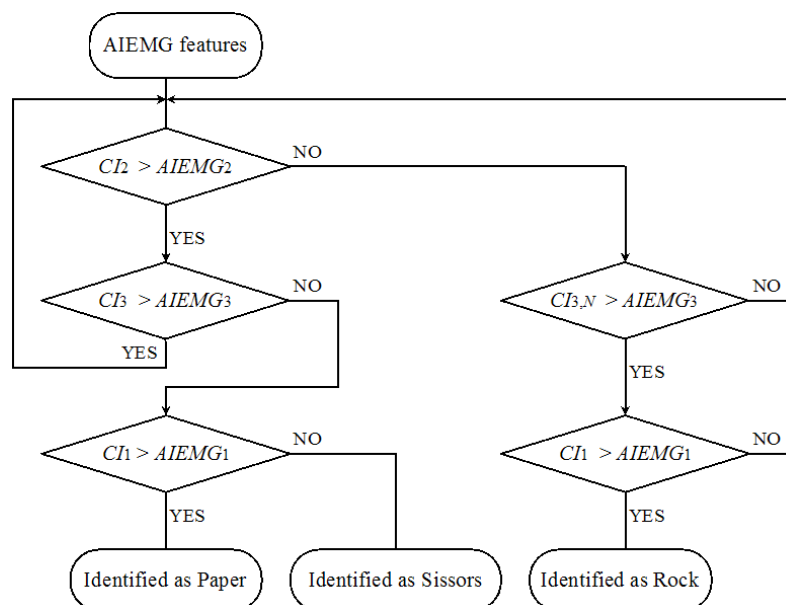 AIEMG features
CI2 > AIEMG2
NO
YES
CI3 > AIEMG3
NO
CI3,N > AIEMG3
NO
YES
YES
CI1 > AIEMG1
NO
CI1 > AIEMG1
NO
YES
YES
Identified as Paper
Identified as Sissors
Identified as Rock